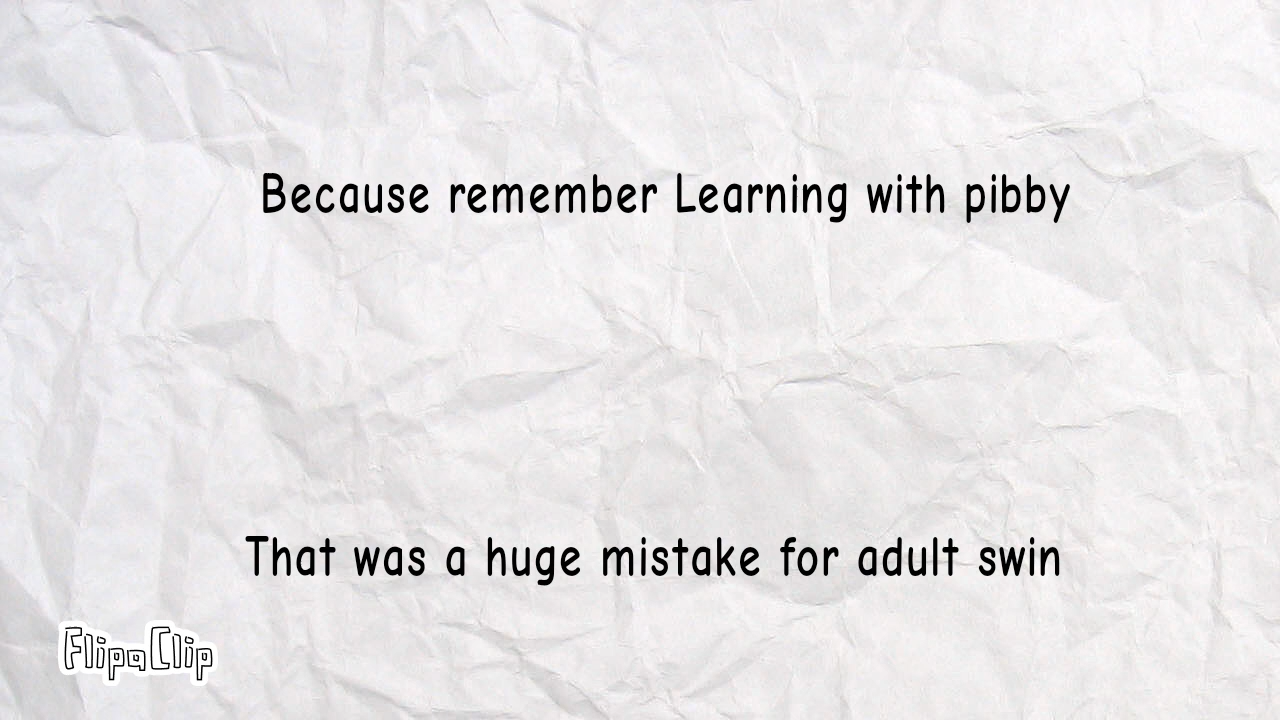 Because remember Learning with pibby
That was a huge mistake for adult swin
FlipaClip